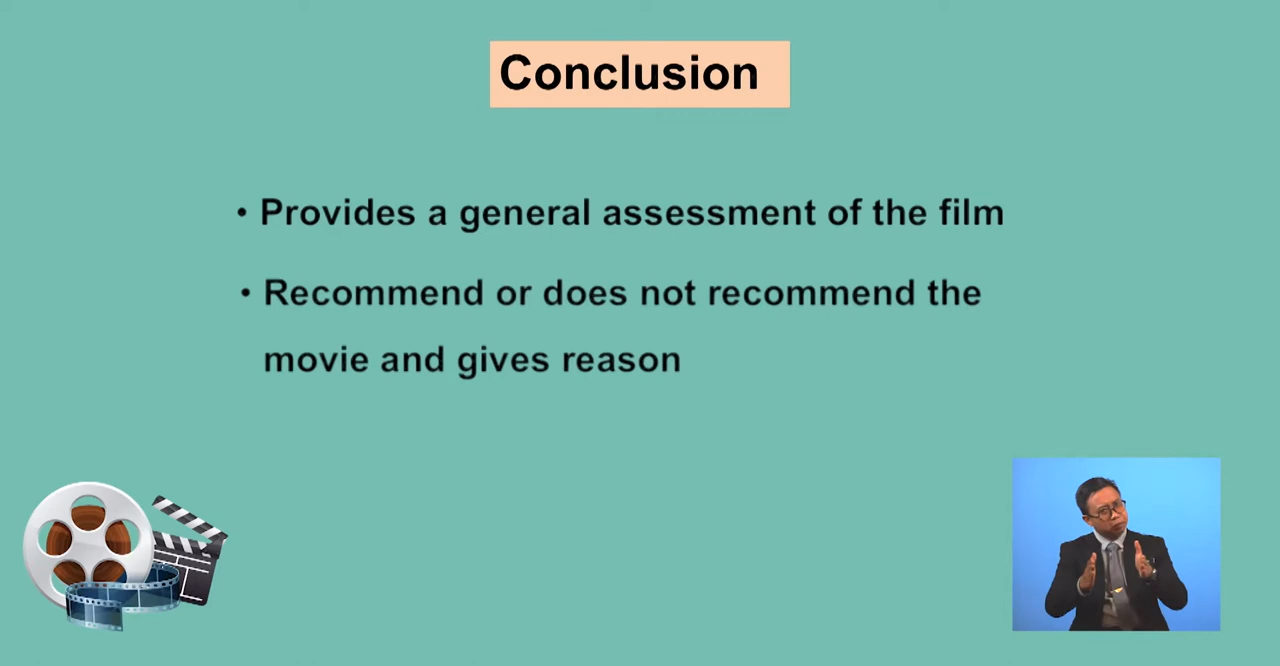 Conclusion
• Provides a general assessment of the film
• Recommend or does not recommend the
movie and gives reason